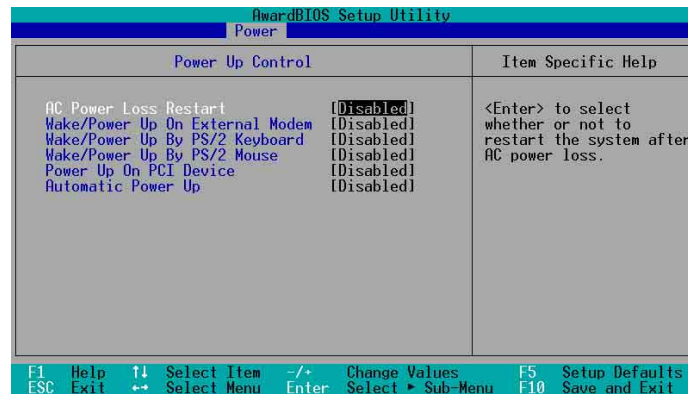 AwardBIOS Setup Utility
Power
Power Up Control
Item Specific Help
AC Power Loss Restart [Disabled]
Wake/Power Up On External Modem [Disabled]
Wake/Power Up By PS/2 Keyboard [Disabled]
Wake/Power Up By PS/2 Mouse [Disabled]
Power Up On PCI Device [Disabled]
Automatic Power Up [Disabled]
<Enter> to select
whether or not to
restart the system after
AC power loss.
F1 Help ↑↓ Select Item -/+ Change Values F5 Setup Defaults
ESC Exit ←→ Select Menu Enter Select ► Sub-Menu F10 Save and Exit